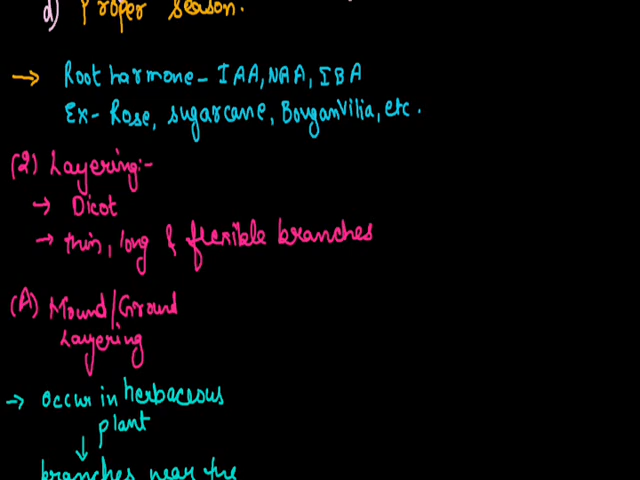 d) Proper season.
→ Root harmone - IAA, NAA, IBA
Ex- Rose, sugarcane, BouganVilia, etc.
(2) Layering:-
→ Dicot
→ thin, long & flexible branches
(A) Mound/Ground
Layering
→ occur in herbaceous
plant
↓
branches near the